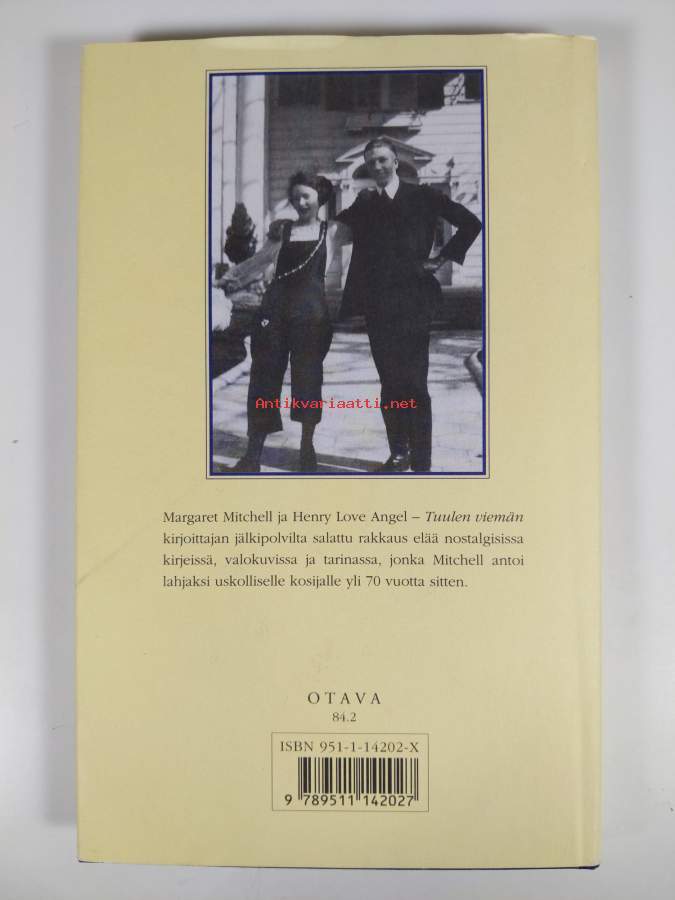 Antikvariaatti.net
Margaret Mitchell ja Henry Love Angel – Tuulen viemän
kirjoittajan jälkipolvilta salattu rakkaus elää nostalgisissa
kirjeissä, valokuvissa ja tarinassa, jonka Mitchell antoi
lahjaksi uskolliselle kosijalle yli 70 vuotta sitten.
OTAVA
84.2
ISBN 951-1-14202-X
9 789511 142027